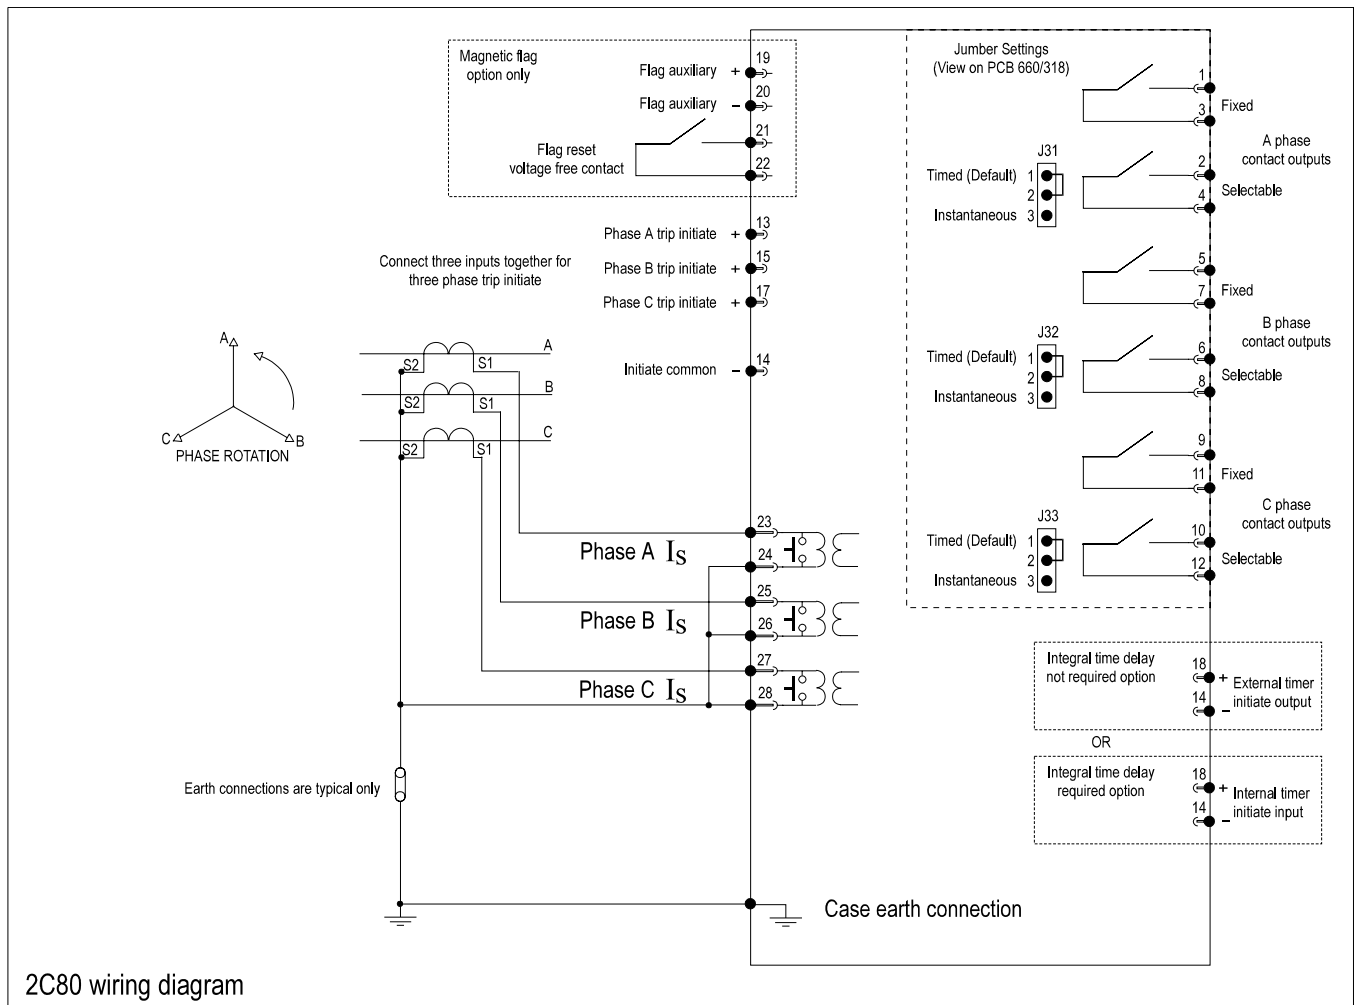 Magnetic flag
option only
Flag auxiliary + 19
Flag auxiliary – 20
21
Flag reset
voltage free contact
22
Phase A trip initiate + 13
Connect three inputs together for
three phase trip initiate
Phase B trip initiate + 15
Phase C trip initiate + 17
Initiate common – 14
A
C
B
PHASE ROTATION
A
S2 S1
B
S2 S1
C
S2 S1
23
Phase A IS
24
25
Phase B IS
26
27
Phase C IS
28
Earth connections are typical only
Case earth connection
Jumber Settings
(View on PCB 660/318)
1
3
Fixed
A phase
contact outputs
J31
Timed (Default) 1
2
Instantaneous 3
2
4
Selectable
5
7
Fixed
B phase
contact outputs
J32
Timed (Default) 1
2
Instantaneous 3
6
8
Selectable
9
11
Fixed
C phase
contact outputs
J33
Timed (Default) 1
2
Instantaneous 3
10
12
Selectable
Integral time delay
not required option
18 +
14 –
External timer
initiate output
OR
Integral time delay
required option
18 +
14 –
Internal timer
initiate input
2C80 wiring diagram